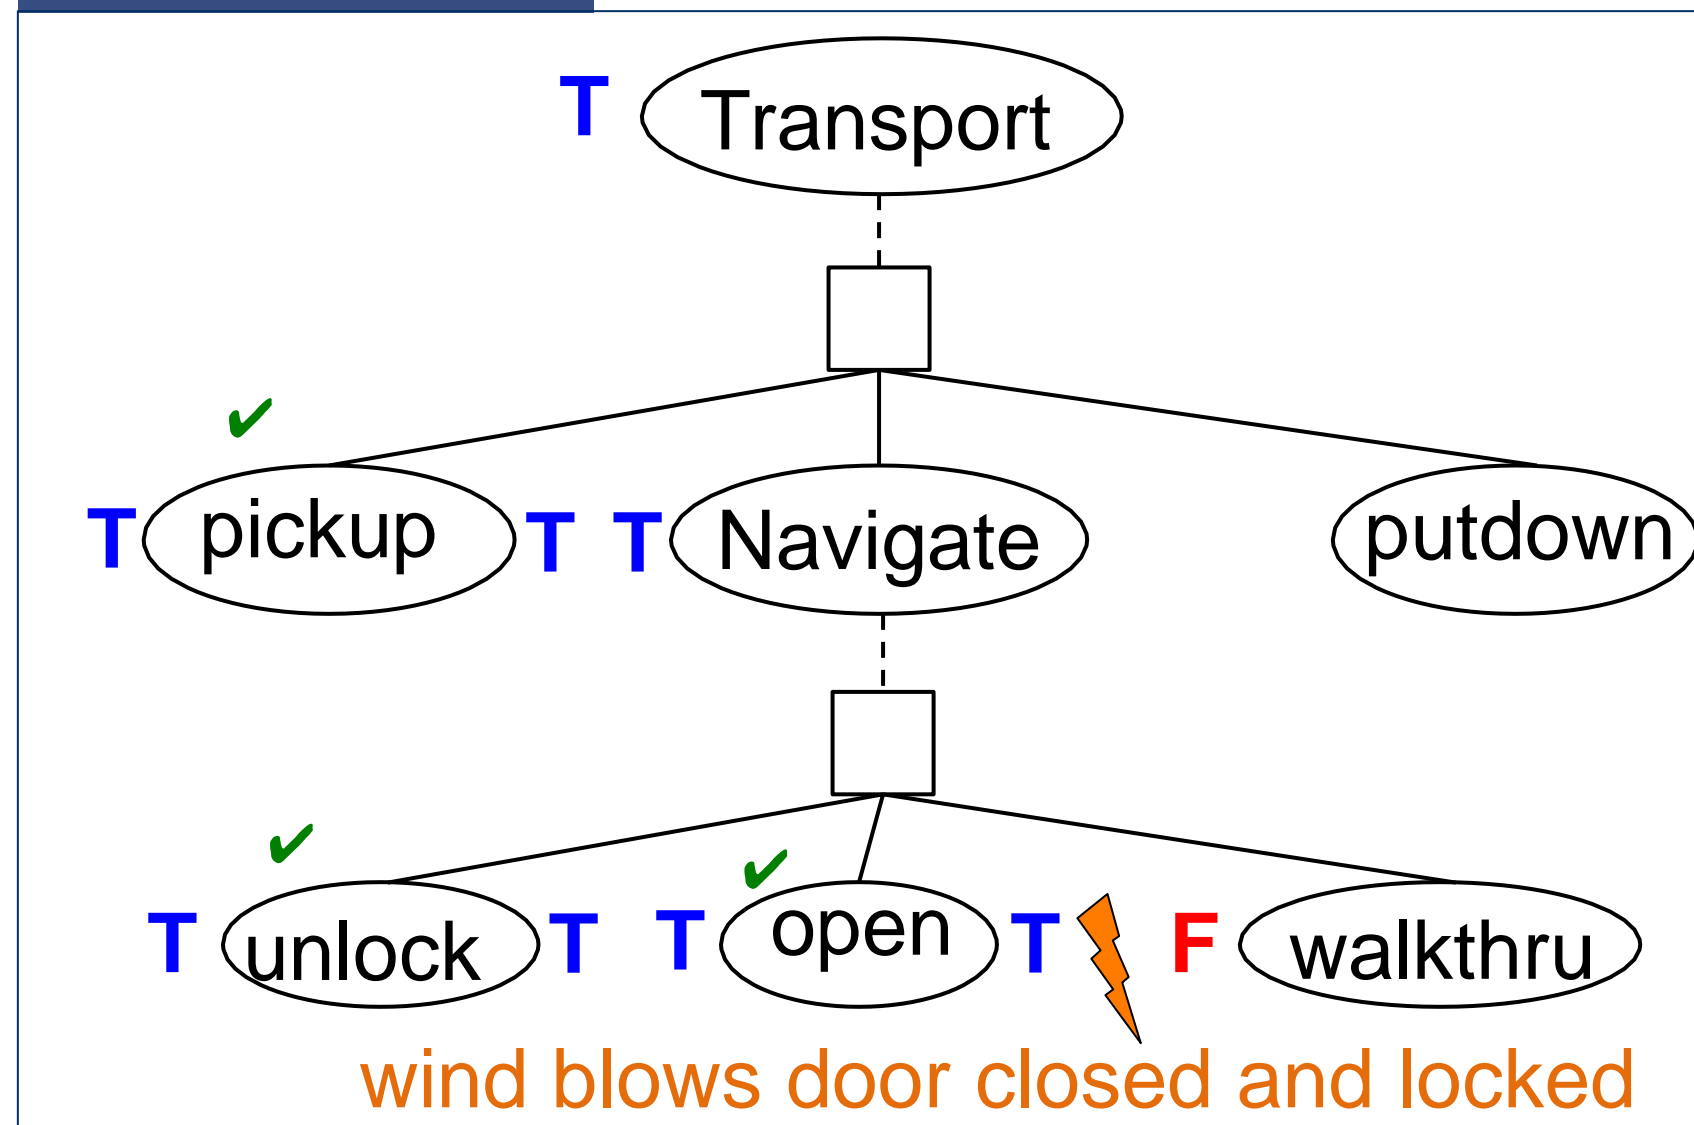 T Transport
✔
T pickup T T Navigate putdown
✔ ✔
T unlock T T open T F walkthru
wind blows door closed and locked